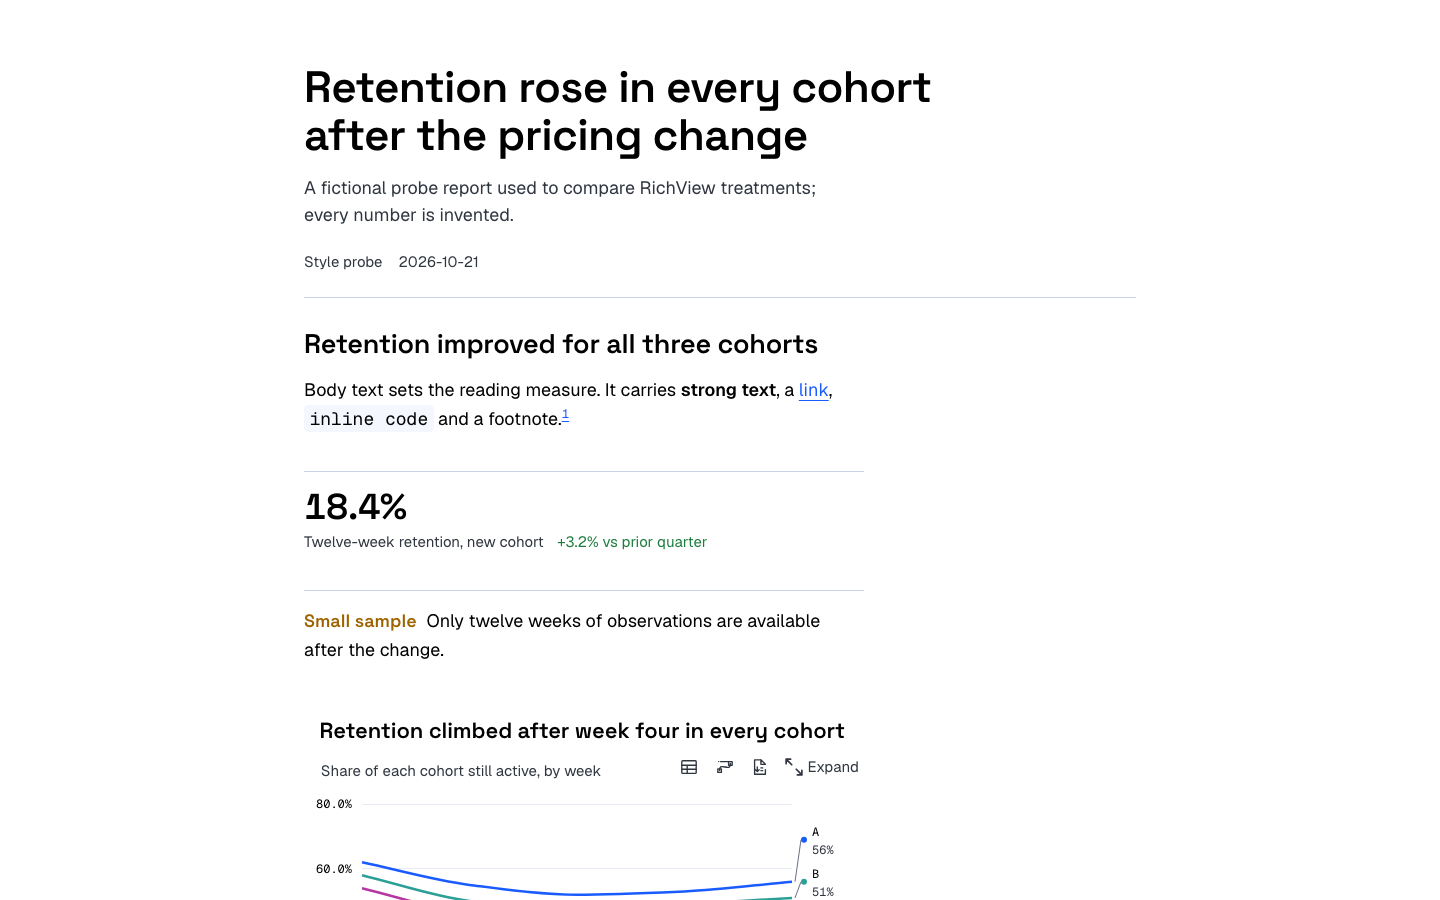 Retention rose in every cohort
after the pricing change
A fictional probe report used to compare RichView treatments;
every number is invented.
Style probe 2026-10-21
Retention improved for all three cohorts
Body text sets the reading measure. It carries strong text, a link,
inline code and a footnote.1
18.4%
Twelve-week retention, new cohort +3.2% vs prior quarter
Small sample Only twelve weeks of observations are available
after the change.
Retention climbed after week four in every cohort
Share of each cohort still active, by week Expand
80.0%
A
56%
60.0%
B
51%